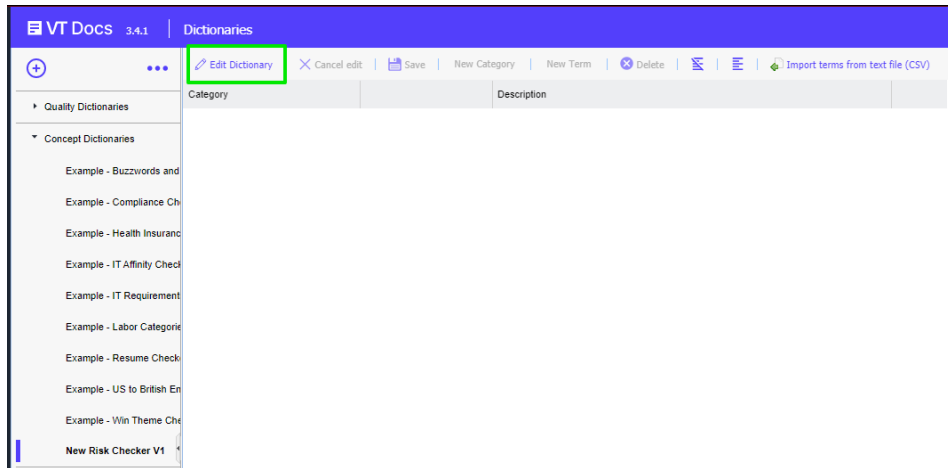 VT Docs 3.4.1 Dictionaries
Edit Dictionary Cancel edit Save New Category New Term Delete Import terms from text file (CSV)
Category Description
Quality Dictionaries
Concept Dictionaries
Example - Buzzwords and
Example - Compliance Ch
Example - Health Insuranc
Example - IT Affinity Check
Example - IT Requirement
Example - Labor Categorie
Example - Resume Check
Example - US to British En
Example - Win Theme Che
New Risk Checker V1